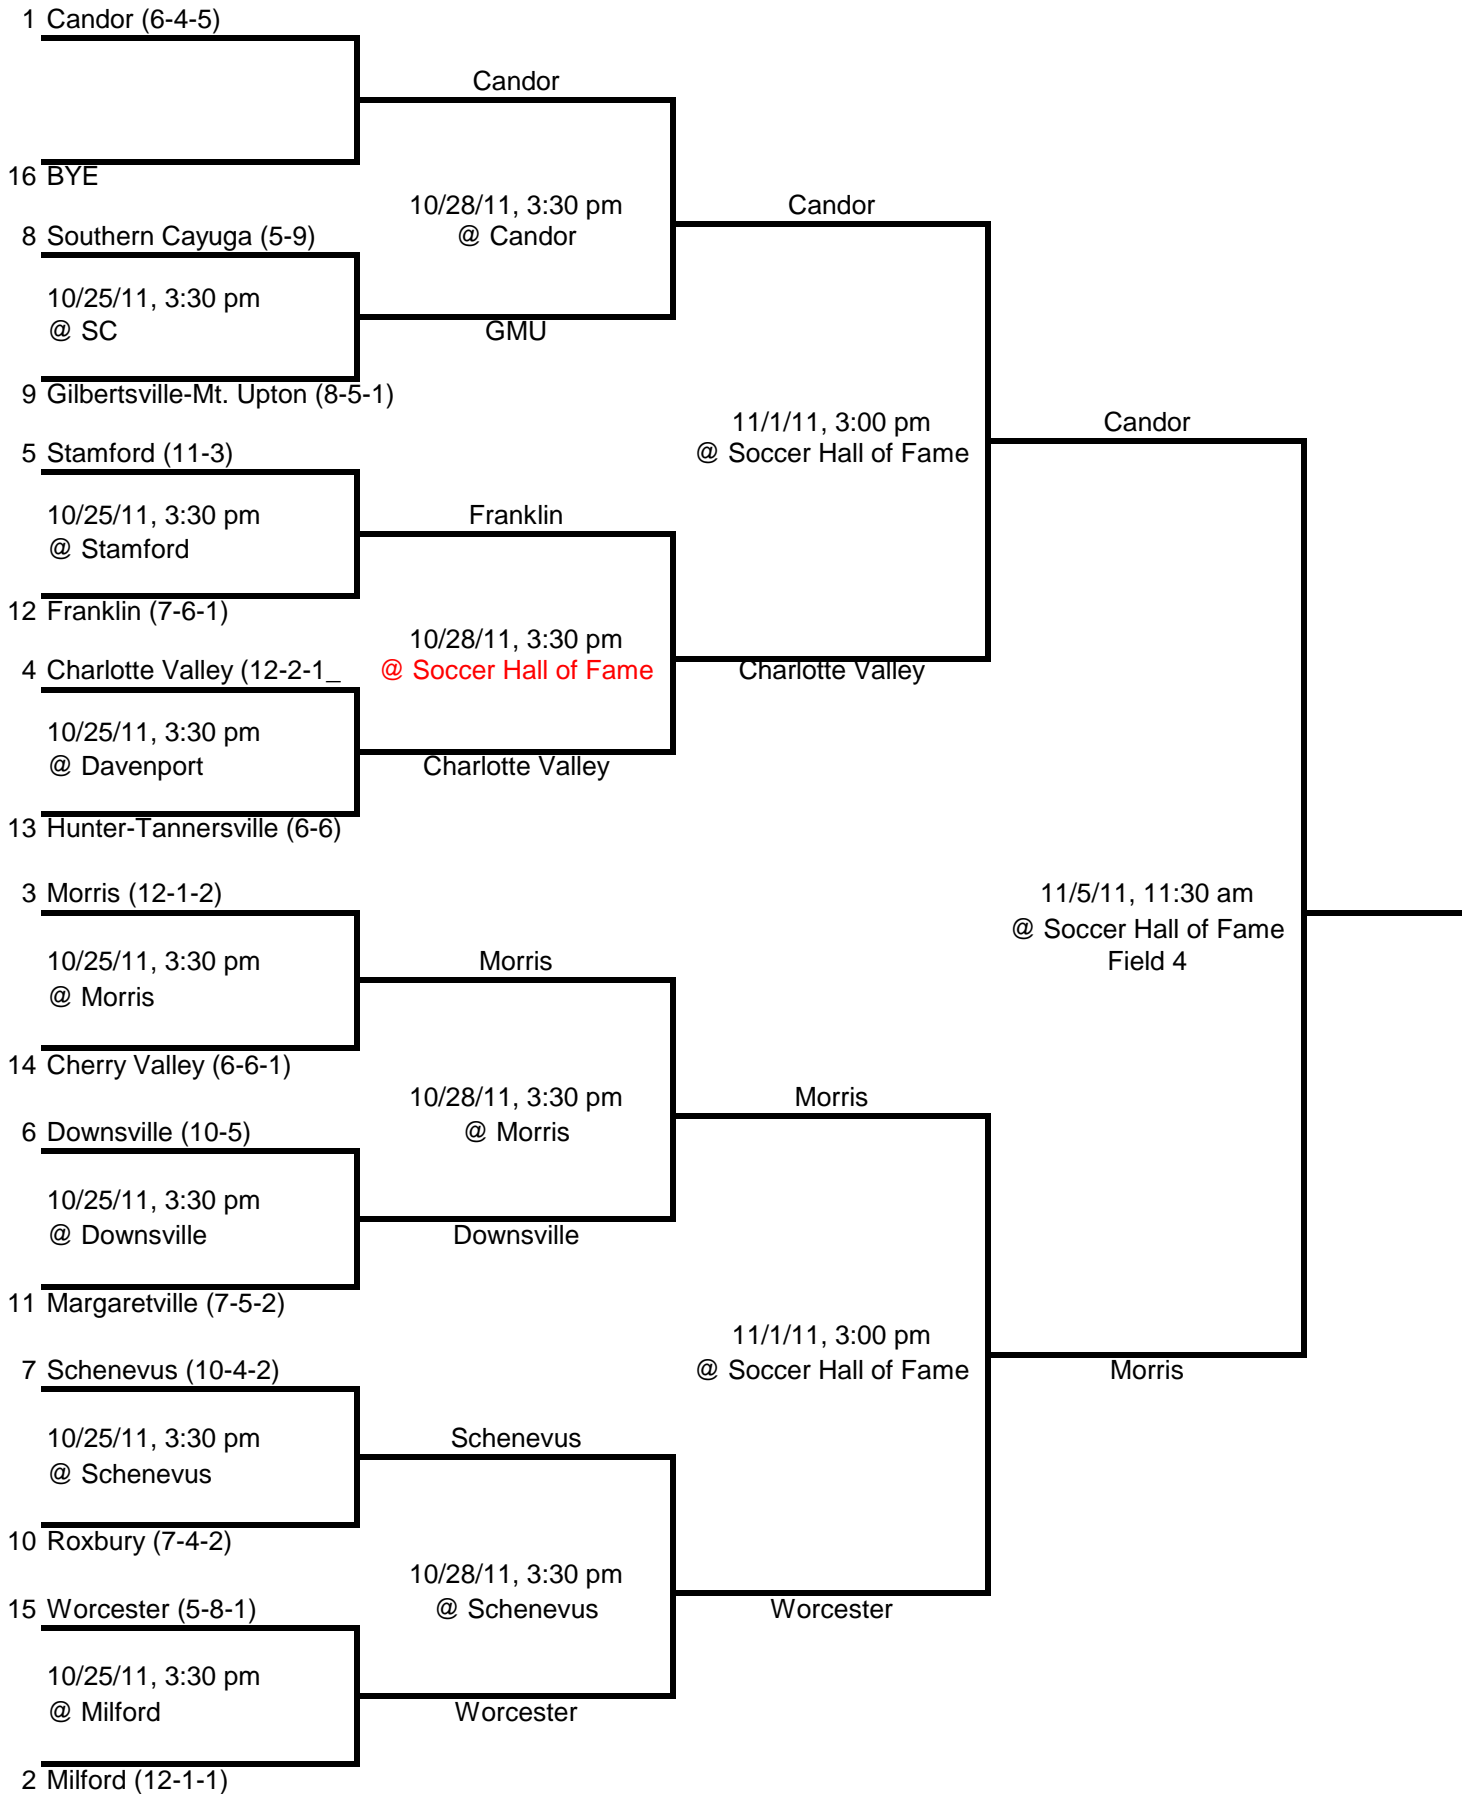 1 Candor (6-4-5)
Candor
16 BYE
10/28/11, 3:30 pm
@ Candor
Candor
8 Southern Cayuga (5-9)
10/25/11, 3:30 pm
@ SC
GMU
9 Gilbertsville-Mt. Upton (8-5-1)
11/1/11, 3:00 pm
@ Soccer Hall of Fame
Candor
5 Stamford (11-3)
10/25/11, 3:30 pm
@ Stamford
Franklin
12 Franklin (7-6-1)
10/28/11, 3:30 pm
@ Soccer Hall of Fame
Charlotte Valley
4 Charlotte Valley (12-2-1_
10/25/11, 3:30 pm
@ Davenport
Charlotte Valley
13 Hunter-Tannersville (6-6)
3 Morris (12-1-2)
11/5/11, 11:30 am
@ Soccer Hall of Fame
Field 4
10/25/11, 3:30 pm
@ Morris
Morris
14 Cherry Valley (6-6-1)
10/28/11, 3:30 pm
@ Morris
Morris
6 Downsville (10-5)
10/25/11, 3:30 pm
@ Downsville
Downsville
11 Margaretville (7-5-2)
11/1/11, 3:00 pm
@ Soccer Hall of Fame
Morris
7 Schenevus (10-4-2)
10/25/11, 3:30 pm
@ Schenevus
Schenevus
10 Roxbury (7-4-2)
10/28/11, 3:30 pm
@ Schenevus
Worcester
15 Worcester (5-8-1)
10/25/11, 3:30 pm
@ Milford
Worcester
2 Milford (12-1-1)